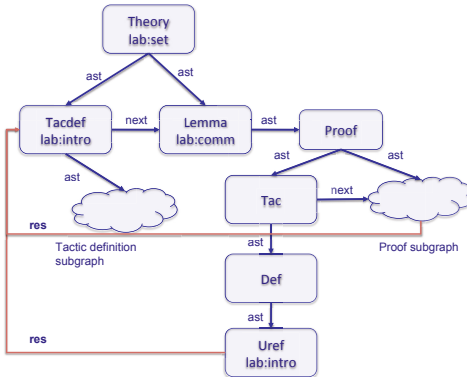 Theory
lab:set
ast
ast
Tacdef
lab:intro
next
Lemma
lab:comm
ast
Proof
ast
ast
ast
Tac
next
res
Tactic definition
subgraph
ast
Proof subgraph
Def
ast
res
Uref
lab:intro